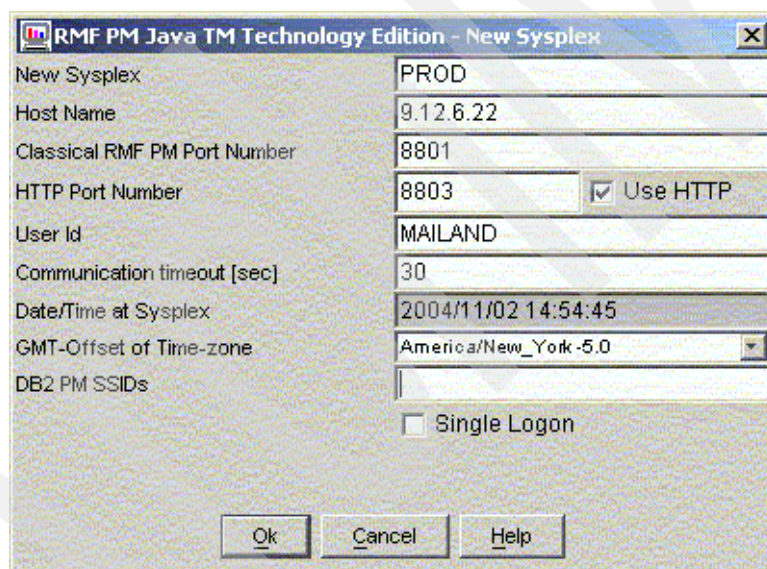 RMF PM Java TM Technology Edition - New Sysplex
New Sysplex PROD
Host Name 9.12.6.22
Classical RMF PM Port Number 8801
HTTP Port Number 8803 Use HTTP
User Id MAILAND
Communication timeout [sec] 30
Date/Time at Sysplex 2004/11/02 14:54:45
GMT-Offset of Time-zone America/New_York -5.0
DB2 PM SSIDs
Single Logon
Ok Cancel Help